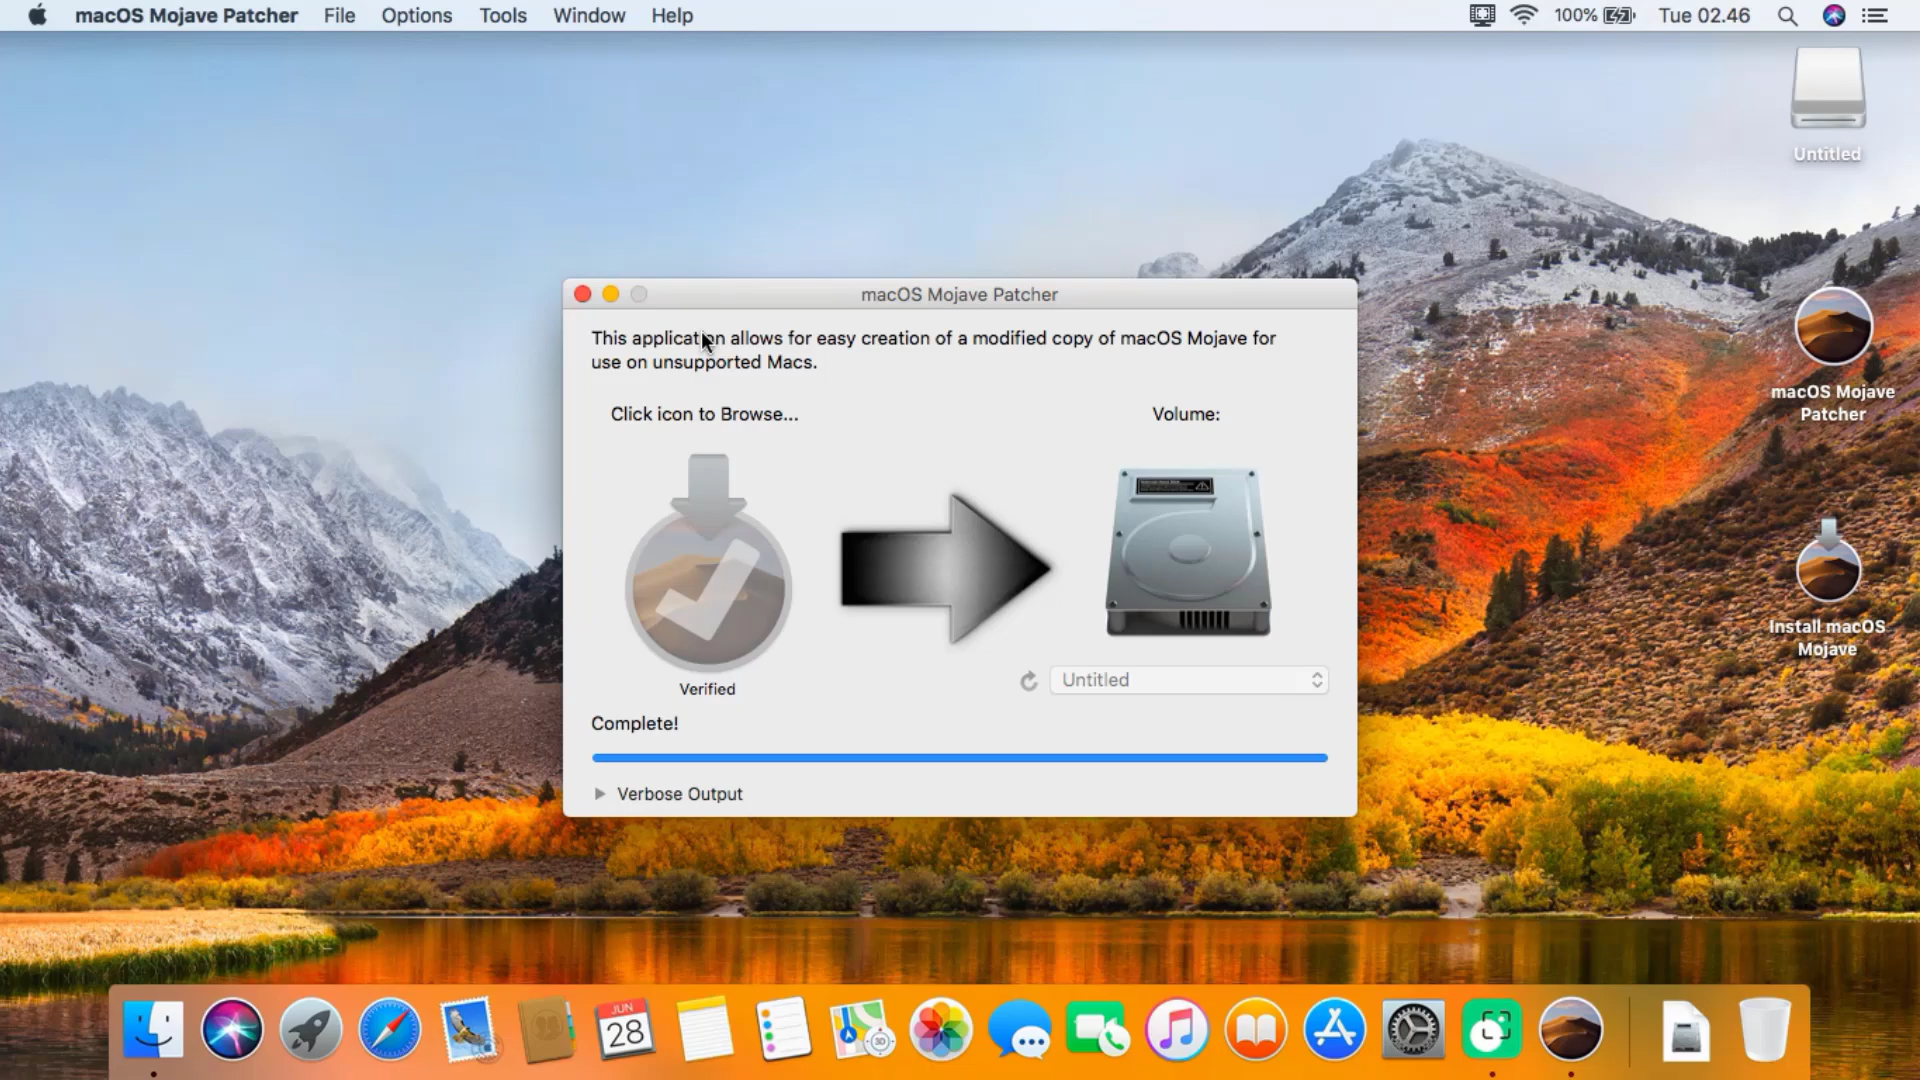 macOS Mojave Patcher File Options Tools Window Help 100% Tue 02.46
Untitled
macOS Mojave
Patcher
Install macOS
Mojave
macOS Mojave Patcher
This application allows for easy creation of a modified copy of macOS Mojave for
use on unsupported Macs.
Click icon to Browse...
Volume:
Verified
Untitled
Complete!
Verbose Output
JUN
28
3D